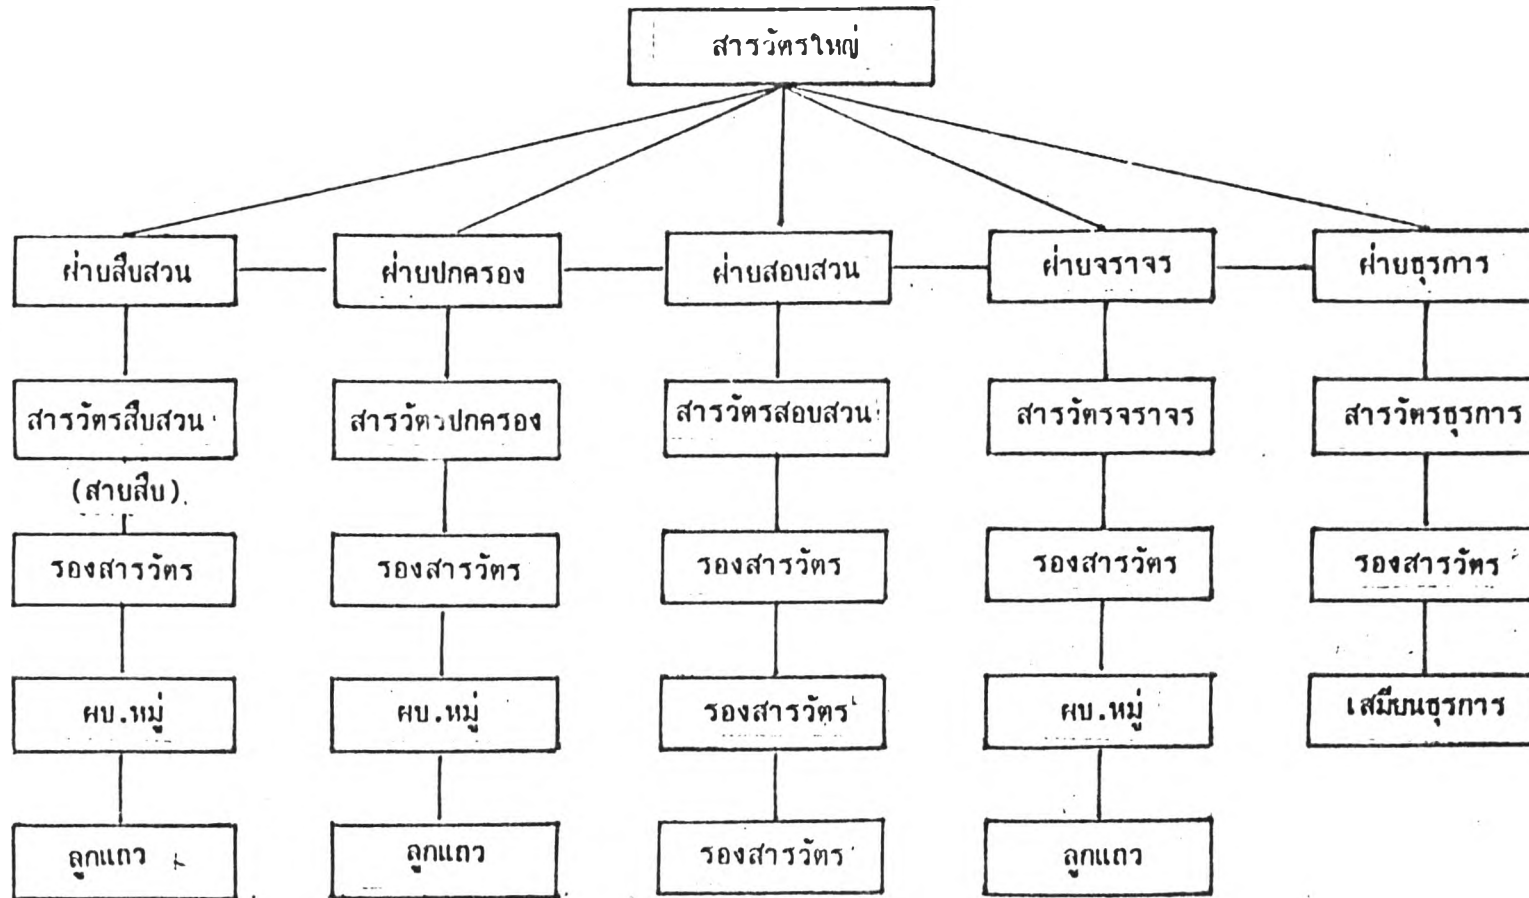 สารวัตรใหญ่
ฝ่ายสืบสวน ฝ่ายปกครอง ฝ่ายสอบสวน ฝ่ายจราจร ฝ่ายธุรการ
สารวัตรสืบสวน สารวัตรปกครอง สารวัตรสอบสวน สารวัตรจราจร สารวัตรธุรการ
(สายสืบ)
รองสารวัตร รองสารวัตร รองสารวัตร รองสารวัตร รองสารวัตร
ผบ.หมู่ ผบ.หมู่ รองสารวัตร ผบ.หมู่ เสมียนธุรการ
ลูกแถว ลูกแถว รองสารวัตร ลูกแถว